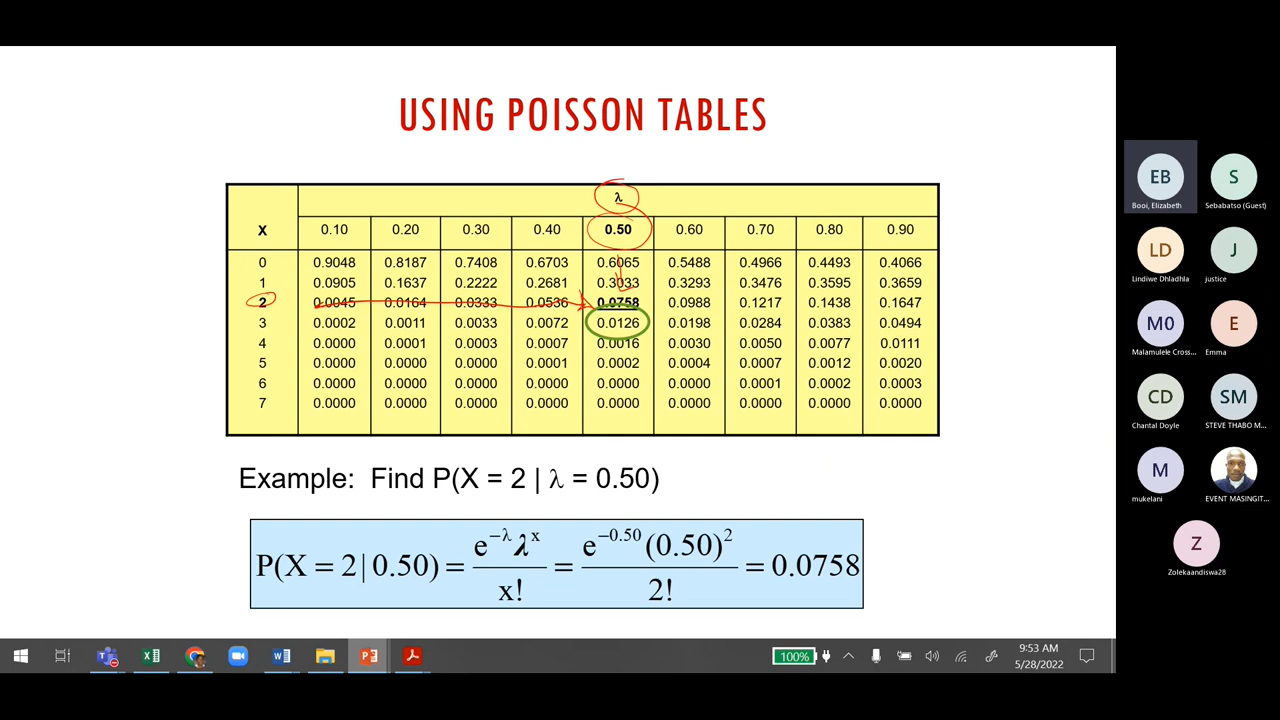 USING POISSON TABLES
λ
X 0.10 0.20 0.30 0.40 0.50 0.60 0.70 0.80 0.90
0 0.9048 0.8187 0.7408 0.6703 0.6065 0.5488 0.4966 0.4493 0.4066
1 0.0905 0.1637 0.2222 0.2681 0.3033 0.3293 0.3476 0.3595 0.3659
2 0.0045 0.0164 0.0333 0.0536 0.0758 0.0988 0.1217 0.1438 0.1647
3 0.0002 0.0011 0.0033 0.0072 0.0126 0.0198 0.0284 0.0383 0.0494
4 0.0000 0.0001 0.0003 0.0007 0.0016 0.0030 0.0050 0.0077 0.0111
5 0.0000 0.0000 0.0000 0.0001 0.0002 0.0004 0.0007 0.0012 0.0020
6 0.0000 0.0000 0.0000 0.0000 0.0000 0.0000 0.0001 0.0002 0.0003
7 0.0000 0.0000 0.0000 0.0000 0.0000 0.0000 0.0000 0.0000 0.0000
Example: Find P(X = 2 | λ = 0.50)
P(X = 2 | 0.50) = e^−λ λ^x / x! = e^−0.50 (0.50)^2 / 2! = 0.0758
EB S
Booi, Elizabeth Sebabatso (Guest)
LD J
Lindiwe Dhladhla justice
M0 E
Malamulele Cross... Emma
CD SM
Chantal Doyle STEVE THABO M...
M
mukelani EVENT MASINGIT...
Z
Zolekaandiswa28
100% 9:53 AM
5/28/2022